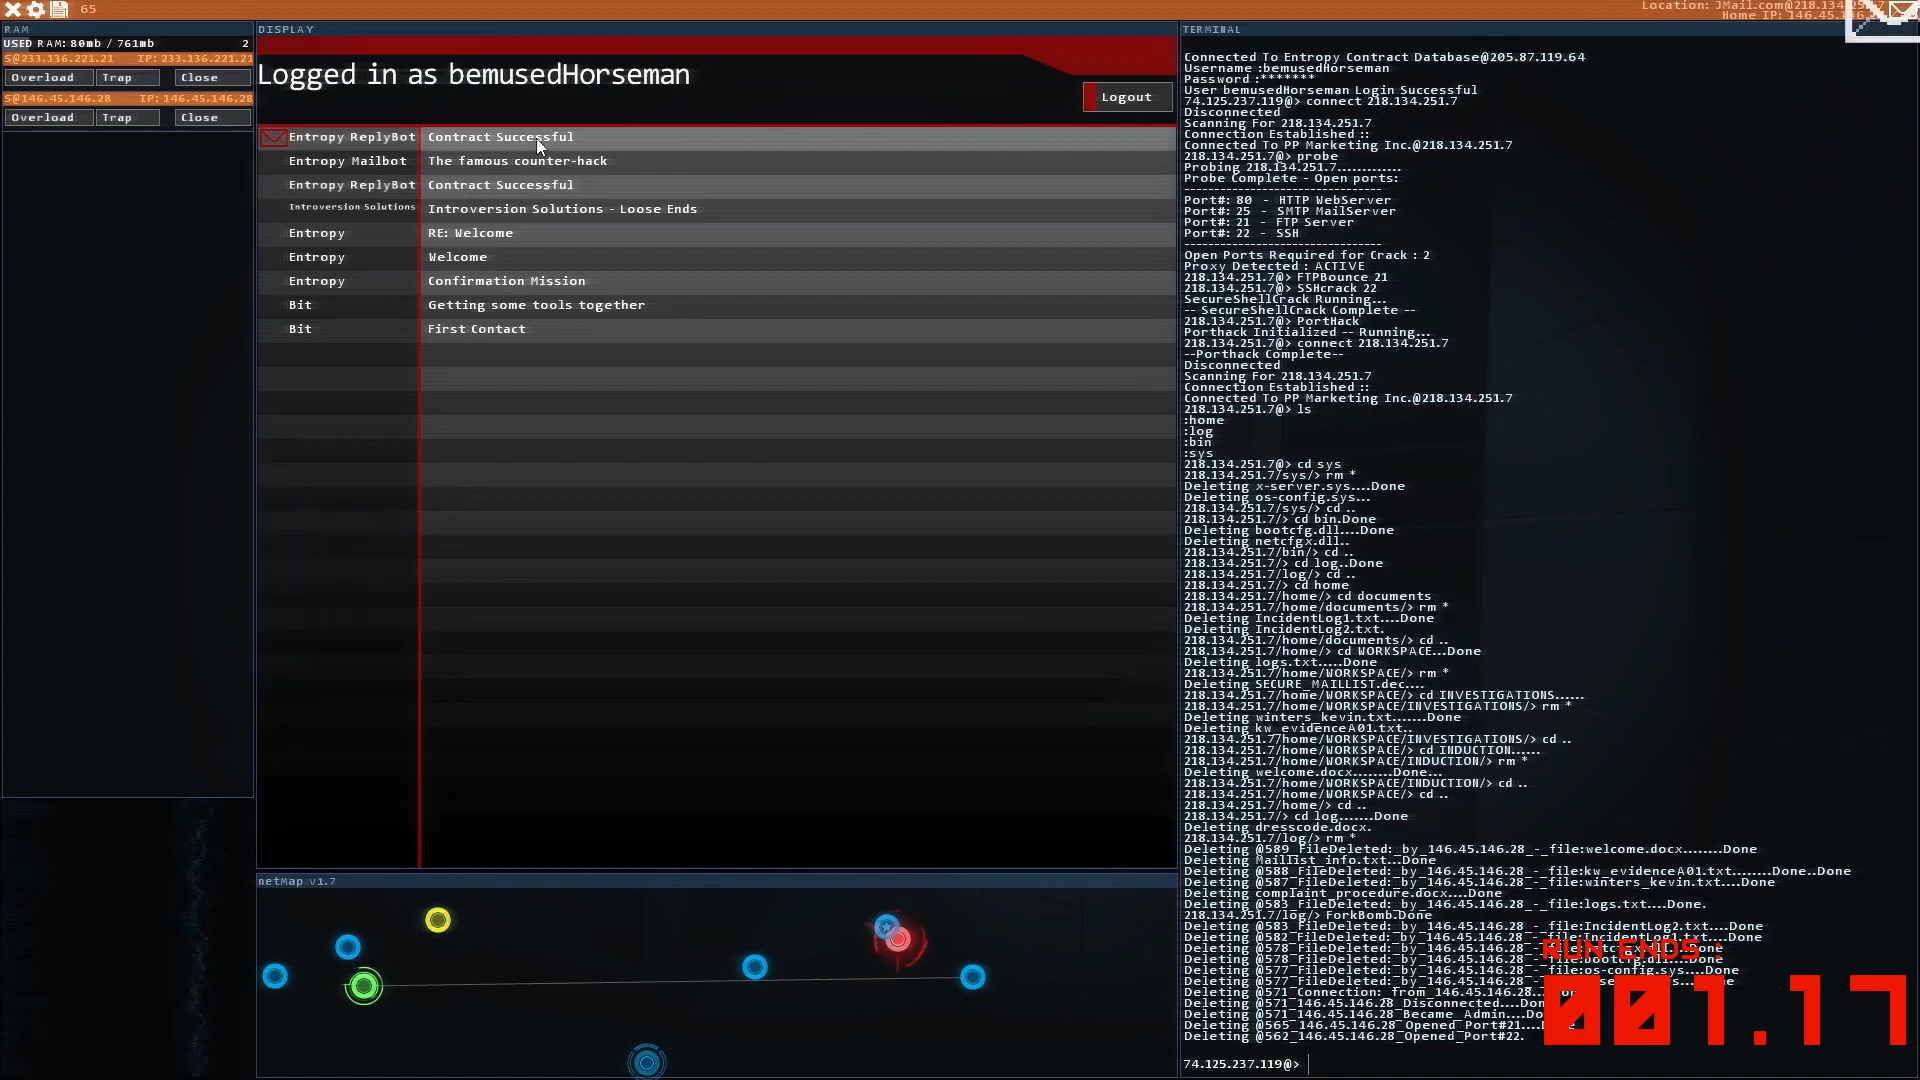 65
Location: JMail.com@218.134.25
Home IP: 146.45.146
RAM
USED RAM: 80mb / 761mb 2
S@233.136.221.21 IP: 233.136.221.21
Overload Trap Close
S@146.45.146.28 IP: 146.45.146.28
Overload Trap Close
DISPLAY
Logged in as bemusedHorseman
Logout
Entropy ReplyBot Contract Successful
Entropy Mailbot The famous counter-hack
Entropy ReplyBot Contract Successful
Introversion Solutions Introversion Solutions - Loose Ends
Entropy RE: Welcome
Entropy Welcome
Entropy Confirmation Mission
Bit Getting some tools together
Bit First Contact
netMap v1.7
TERMINAL
Connected To Entropy Contract Database@205.87.119.64
Username :bemusedHorseman
Password :*******
User bemusedHorseman Login Successful
74.125.237.119@> connect 218.134.251.7
Disconnected
Scanning For 218.134.251.7
Connection Established ::
Connected To PP Marketing Inc.@218.134.251.7
218.134.251.7@> probe
Probing 218.134.251.7.............
Probe Complete - Open ports:
---------------------------------
Port#: 80 - HTTP WebServer
Port#: 25 - SMTP MailServer
Port#: 21 - FTP Server
Port#: 22 - SSH
---------------------------------
Open Ports Required for Crack : 2
Proxy Detected : ACTIVE
218.134.251.7@> FTPBounce 21
218.134.251.7@> SSHcrack 22
SecureShellCrack Running...
-- SecureShellCrack Complete --
218.134.251.7@> PortHack
Porthack Initialized -- Running...
218.134.251.7@> connect 218.134.251.7
--Porthack Complete--
Disconnected
Scanning For 218.134.251.7
Connection Established ::
Connected To PP Marketing Inc.@218.134.251.7
218.134.251.7@> ls
:home
:log
:bin
:sys
218.134.251.7@> cd sys
218.134.251.7/sys/> rm *
Deleting x-server.sys....Done
Deleting os-config.sys...
218.134.251.7/sys/> cd ..
218.134.251.7/> cd bin.Done
Deleting bootcfg.dll....Done
Deleting netcfgx.dll..
218.134.251.7/bin/> cd ..
218.134.251.7/> cd log..Done
218.134.251.7/log/> cd ..
218.134.251.7/> cd home
218.134.251.7/home/> cd documents
218.134.251.7/home/documents/> rm *
Deleting IncidentLog1.txt....Done
Deleting IncidentLog2.txt.
218.134.251.7/home/documents/> cd ..
218.134.251.7/home/> cd WORKSPACE...Done
Deleting logs.txt.....Done
218.134.251.7/home/WORKSPACE/> rm *
Deleting SECURE_MAILLIST.dec....
218.134.251.7/home/WORKSPACE/> cd INVESTIGATIONS......
218.134.251.7/home/WORKSPACE/INVESTIGATIONS/> rm *
Deleting winters_kevin.txt.......Done
Deleting kw_evidenceA01.txt..
218.134.251.7/home/WORKSPACE/INVESTIGATIONS/> cd ..
218.134.251.7/home/WORKSPACE/> cd INDUCTION......
218.134.251.7/home/WORKSPACE/INDUCTION/> rm *
Deleting welcome.docx........Done...
218.134.251.7/home/WORKSPACE/INDUCTION/> cd ..
218.134.251.7/home/WORKSPACE/> cd ..
218.134.251.7/home/> cd ..
218.134.251.7/> cd log.......Done
Deleting dresscode.docx.
218.134.251.7/log/> rm *
Deleting @589_FileDeleted:_by_146.45.146.28_-_file:welcome.docx........Done
Deleting Maillist_info.txt...Done
Deleting @588_FileDeleted:_by_146.45.146.28_-_file:kw_evidenceA01.txt........Done..Done
Deleting @587_FileDeleted:_by_146.45.146.28_-_file:winters_kevin.txt....Done
Deleting complaint_procedure.docx....Done
Deleting @583_FileDeleted:_by_146.45.146.28_-_file:logs.txt....Done.
218.134.251.7/log/> ForkBomb.Done
Deleting @583_FileDeleted:_by_146.45.146.28_-_file:IncidentLog2.txt....Done
Deleting @582_FileDeleted:_by_146.45.146.28_-_file:IncidentLog1.txt....Done
Deleting @578_FileDeleted:_by_146.45.146.28_-_file:
Deleting @578_FileDeleted:_by_146.45.146.28_-_file:bootcfg.dll....Done
Deleting @577_FileDeleted:_by_146.45.146.28_-_file:os-config.sys....Done
Deleting @577_FileDeleted:_by_146.45.146.28_-_file:
Deleting @571_Connection:_from_146.45.146.28...
Deleting @571_146.45.146.28_Disconnected....Don
Deleting @571_146.45.146.28_Became_Admin....Do
Deleting @565_146.45.146.28_Opened_Port#21....
Deleting @562_146.45.146.28_Opened_Port#22.
74.125.237.119@>
RUN ENDS :
001.17